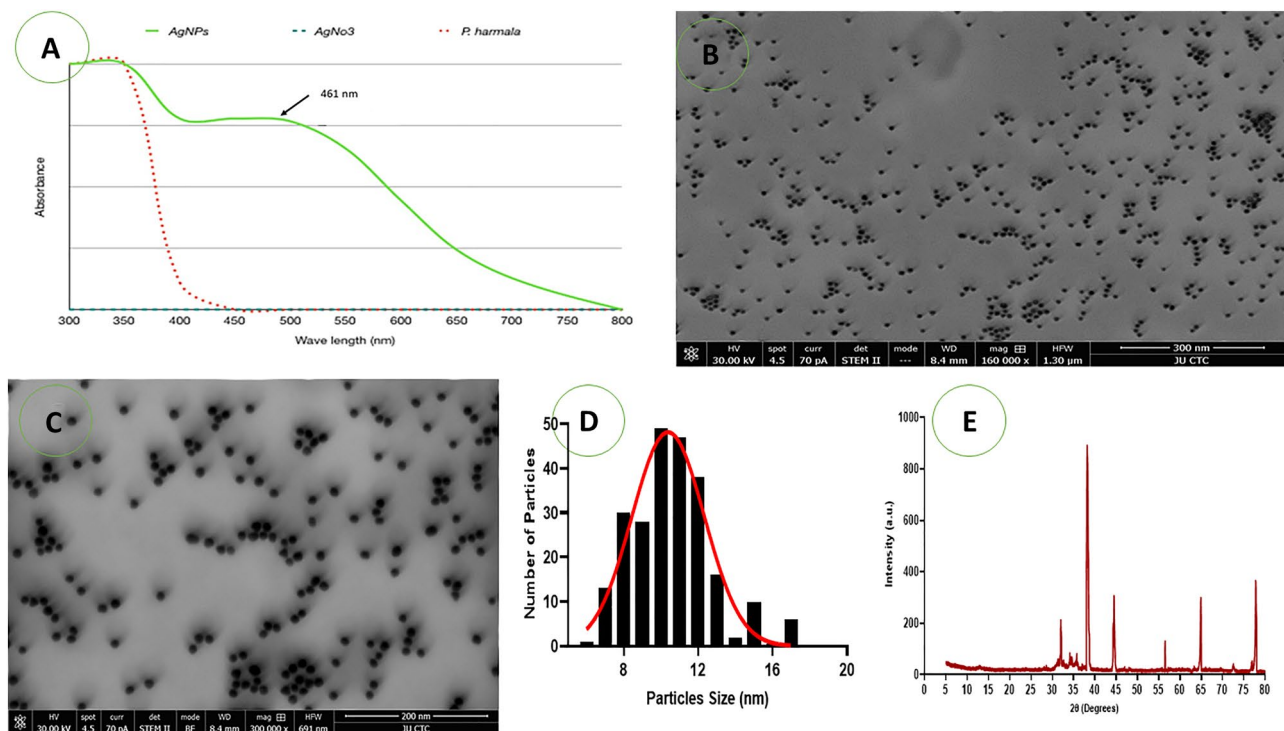 A
AgNPs AgNo3 P. harmala
461 nm
Absorbance
300 350 400 450 500 550 600 650 700 750 800
Wave length (nm)
B
HV spot curr det mode WD mag HFW 300 nm
30.00 kV 4.5 70 pA STEM II --- 8.4 mm 160 000 x 1.30 µm JU CTC
C
HV spot curr det mode WD mag HFW 200 nm
30.00 kV 4.5 70 pA STEM II BF 8.4 mm 300 000 x 691 nm JU CTC
D
Number of Particles
50
40
30
20
10
0
8 12 16 20
Particles Size (nm)
E
Intensity (a.u.)
1000
800
600
400
200
0
0 5 10 15 20 25 30 35 40 45 50 55 60 65 70 75 80
2θ (Degrees)